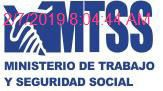 2/7/2019 8:04:44 AM
MTSS
MINISTERIO DE TRABAJO
Y SEGURIDAD SOCIAL